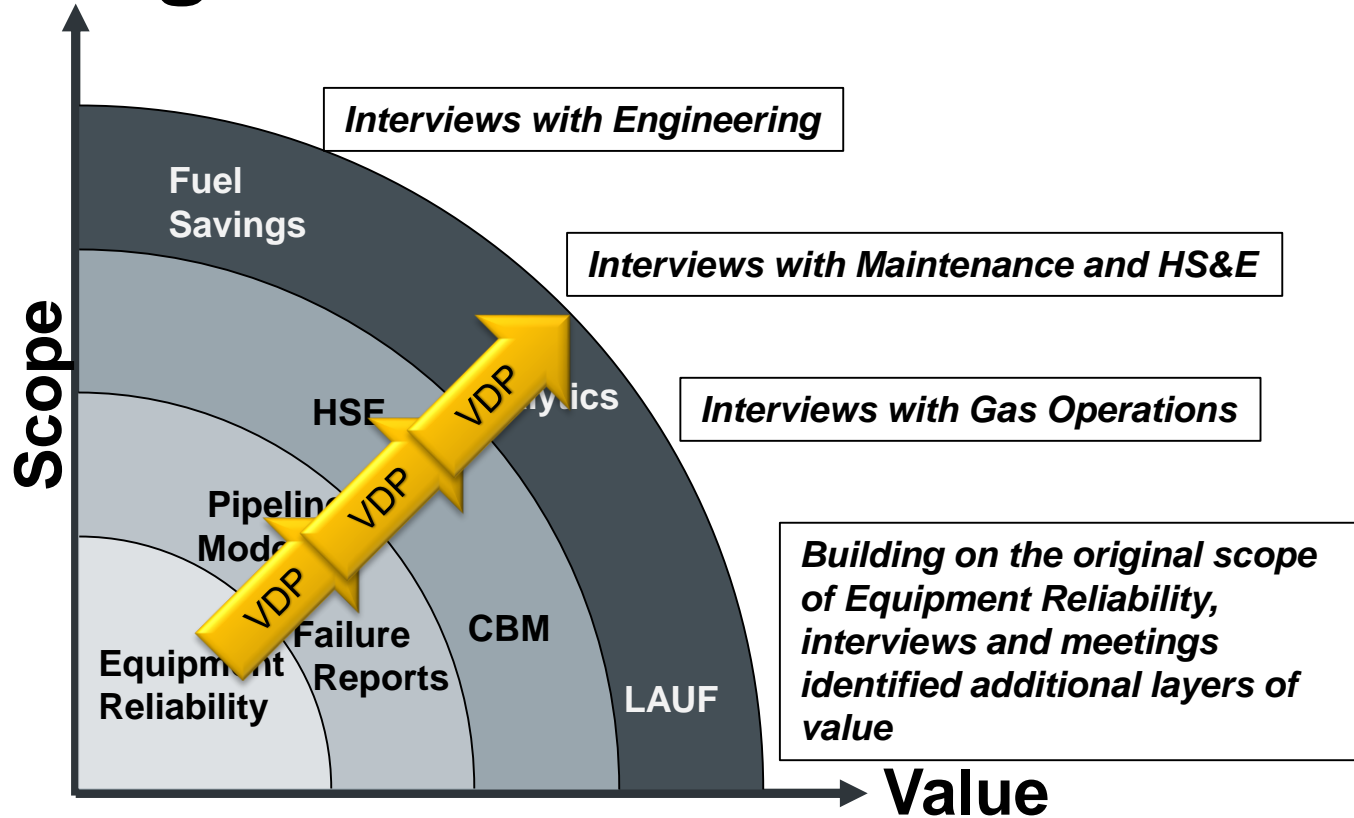 Interviews with Engineering
Fuel
Savings
Interviews with Maintenance and HS&E
Scope
VDP
HSE
Interviews with Gas Operations
VDP
Pipeline
VDP
Building on the original scope
of Equipment Reliability,
interviews and meetings
identified additional layers of
value
Failure
Reports
CBM
Equipment
Reliability
LAUF
Value